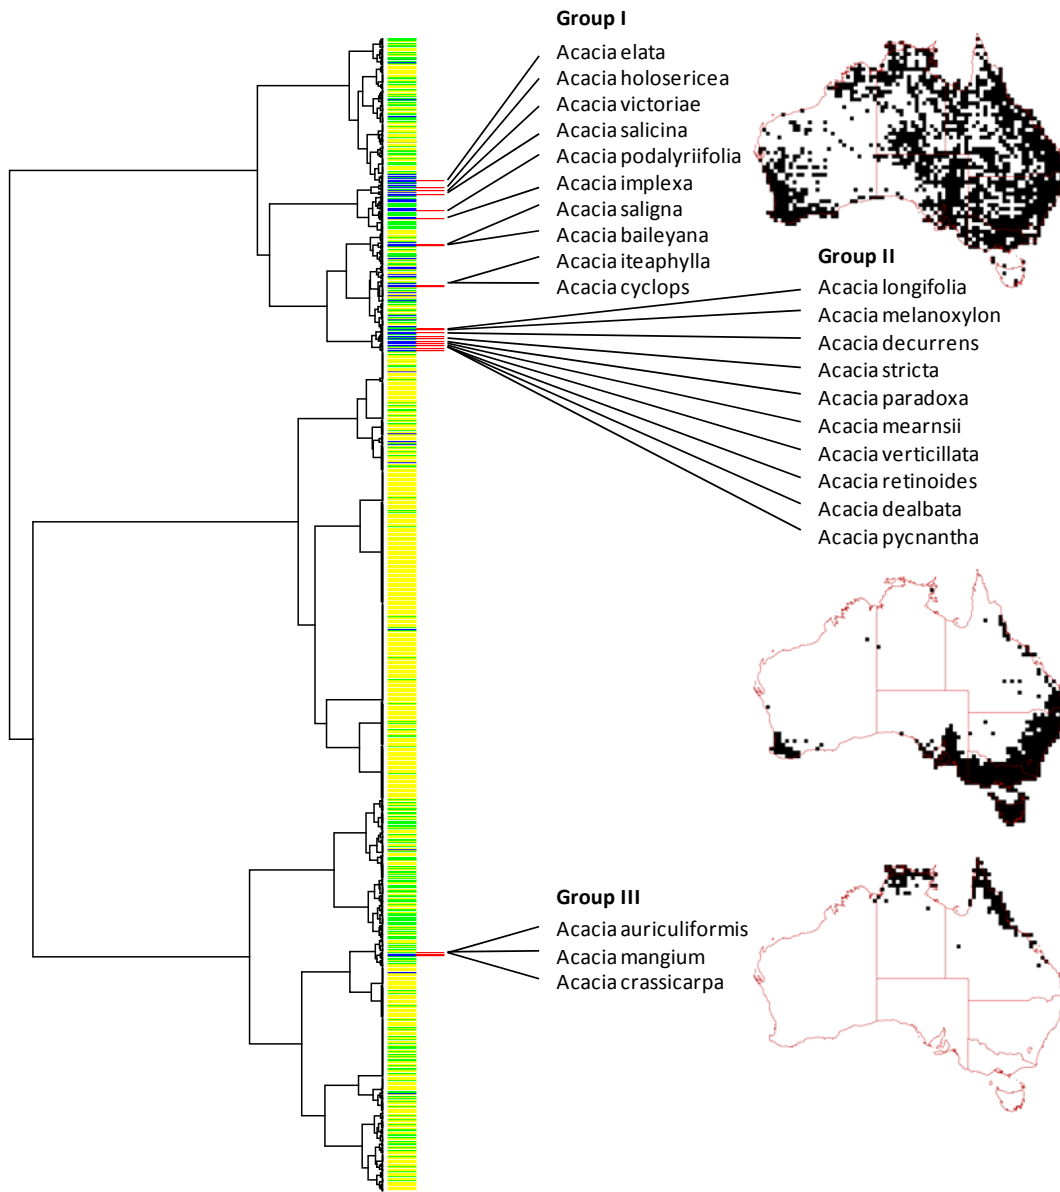 Group I
Acacia elata
Acacia holosericea
Acacia victoriae
Acacia salicina
Acacia podalyriifolia
Acacia implexa
Acacia saligna
Acacia baileyana
Acacia iteaphylla
Acacia cyclops
Group II
Acacia longifolia
Acacia melanoxylon
Acacia decurrens
Acacia stricta
Acacia paradoxa
Acacia mearnsii
Acacia verticillata
Acacia retinoides
Acacia dealbata
Acacia pycnantha
Group III
Acacia auriculiformis
Acacia mangium
Acacia crassicarpa